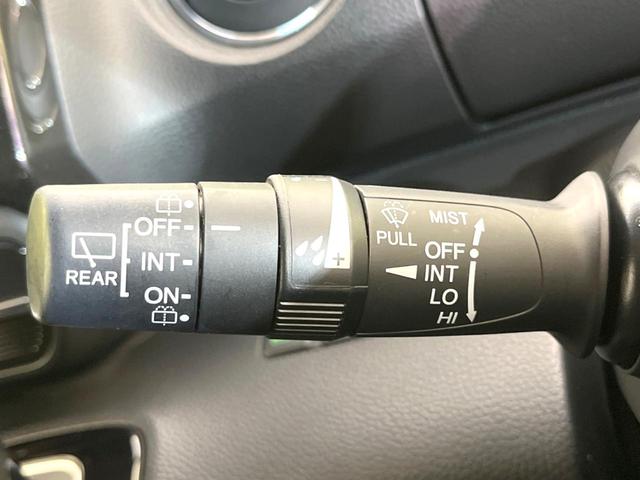 REAR
OFF
INT
ON
+
PULL
MIST
OFF
INT
LO
HI